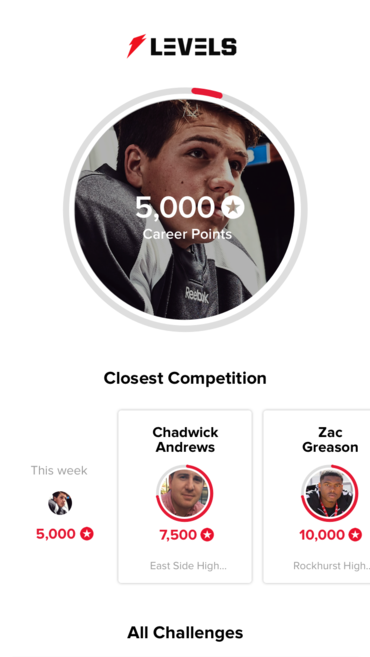 LEVELS
5,000
Career Points
Reebok
Closest Competition
This week
5,000
Chadwick
Andrews
7,500
East Side High...
Zac
Greason
10,000
Rockhurst High..
All Challenges